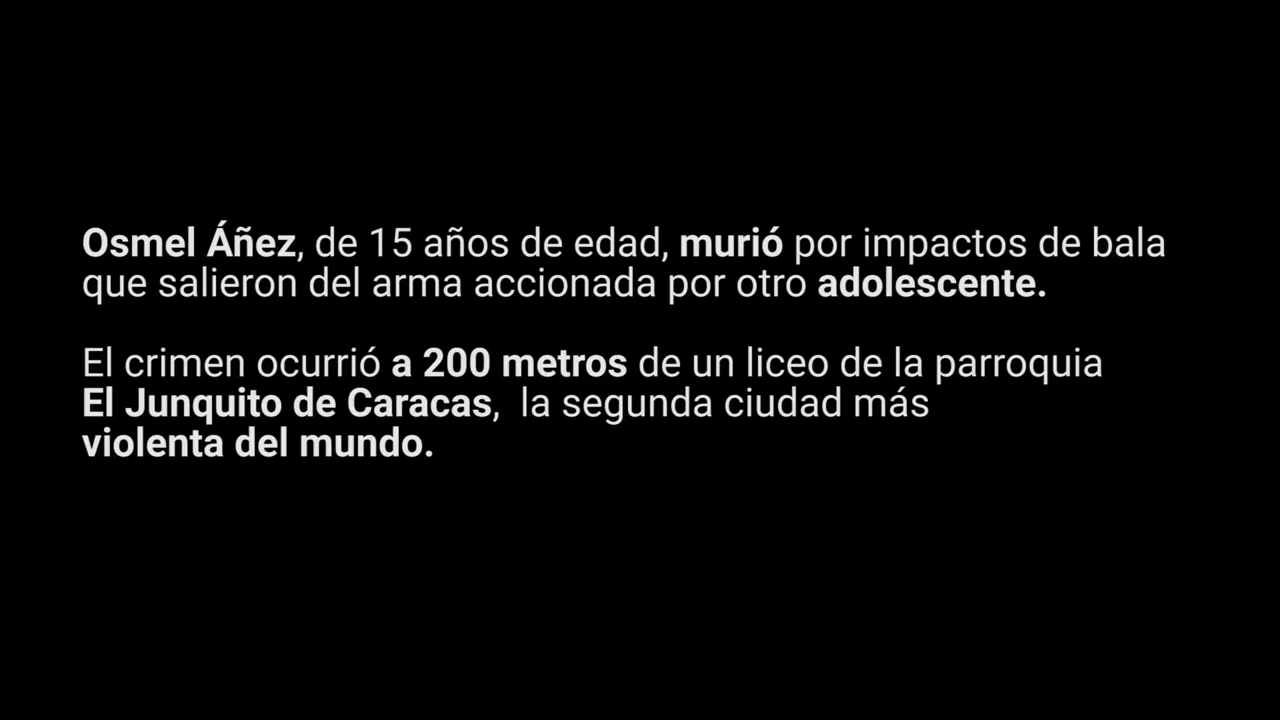 Osmel Áñez, de 15 años de edad, murió por impactos de bala
que salieron del arma accionada por otro adolescente.
El crimen ocurrió a 200 metros de un liceo de la parroquia
El Junquito de Caracas,  la segunda ciudad más
violenta del mundo.